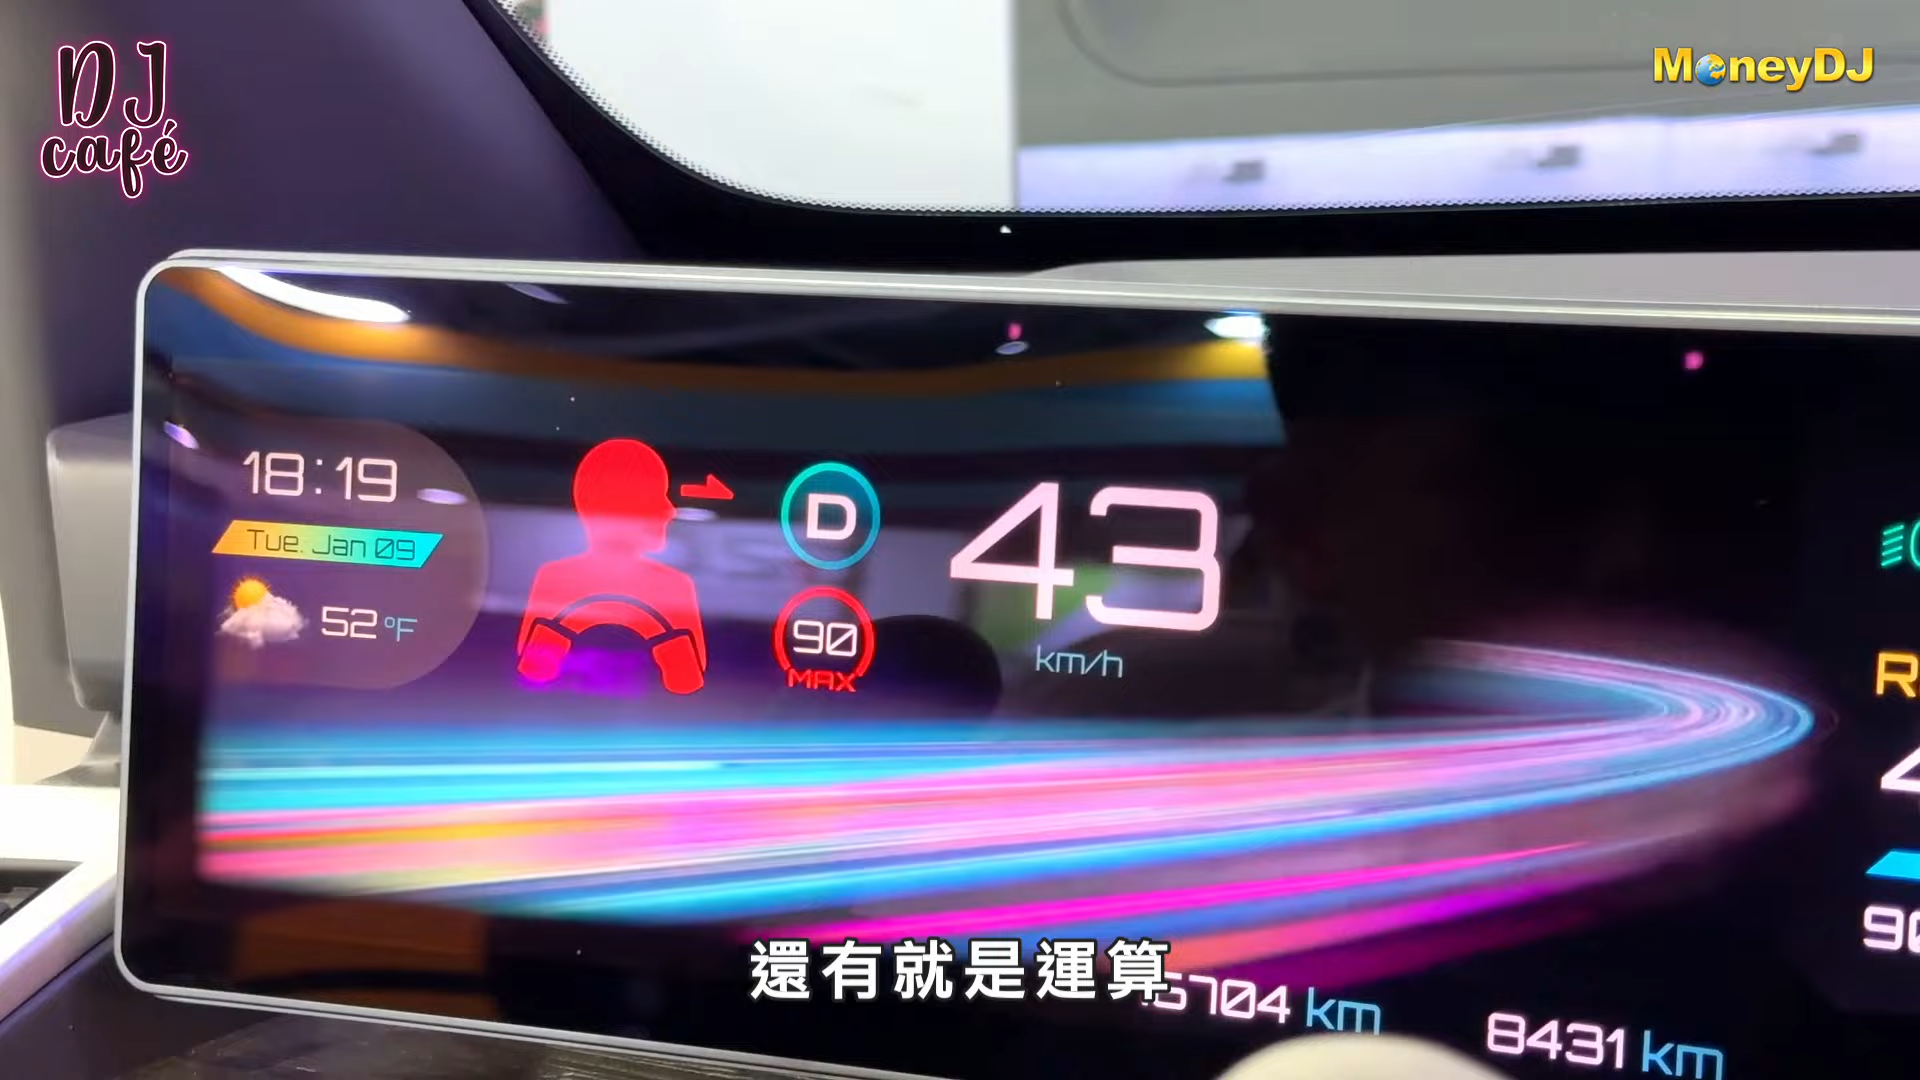 DJ
café
MoneyDJ
18:19
Tue. Jan 09
52 °F
D
90
MAX
43
km/h
還有就是運算
5704 km
8431 km